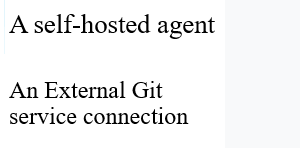 A self-hosted agent
An External Git
service connection